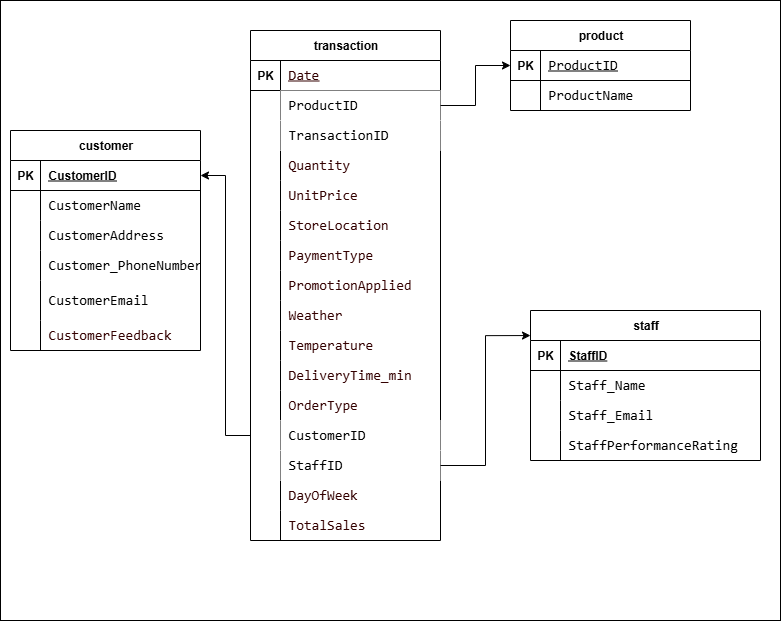 transaction
PK Date
ProductID
TransactionID
Quantity
UnitPrice
StoreLocation
PaymentType
PromotionApplied
Weather
Temperature
DeliveryTime_min
OrderType
CustomerID
StaffID
DayOfWeek
TotalSales
product
PK ProductID
ProductName
customer
PK CustomerID
CustomerName
CustomerAddress
Customer_PhoneNumber
CustomerEmail
CustomerFeedback
staff
PK StaffID
Staff_Name
Staff_Email
StaffPerformanceRating